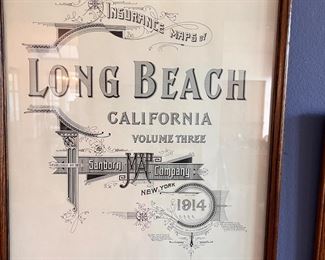 INSURANCE MAPS of
LONG BEACH
CALIFORNIA
VOLUME THREE
Sanborn MAP Company
NEW YORK
1914